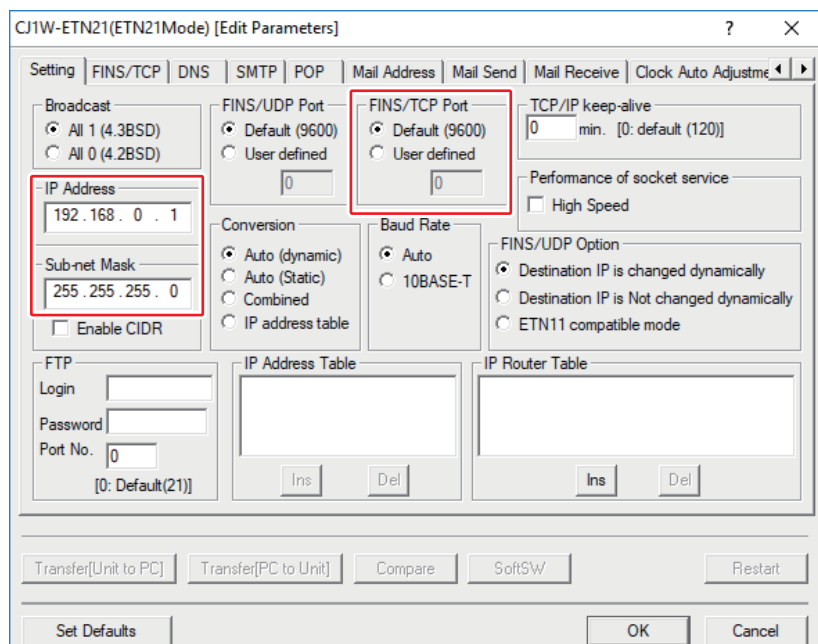 CJ1W-ETN21(ETN21Mode) [Edit Parameters]
?
Setting
FINS/TCP
DNS
SMTP
POP
Mail Address
Mail Send
Mail Receive
Clock Auto Adjustme
Broadcast
All 1 (4.3BSD)
All 0 (4.2BSD)
IP Address
192 . 168 . 0 . 1
Sub-net Mask
255 . 255 . 255 . 0
Enable CIDR
FINS/UDP Port
Default (9600)
User defined
0
FINS/TCP Port
Default (9600)
User defined
0
TCP/IP keep-alive
0 min. [0: default (120)]
Performance of socket service
High Speed
Conversion
Auto (dynamic)
Auto (Static)
Combined
IP address table
Baud Rate
Auto
10BASE-T
FINS/UDP Option
Destination IP is changed dynamically
Destination IP is Not changed dynamically
ETN11 compatible mode
FTP
Login
Password
Port No. 0
[0: Default(21)]
IP Address Table
Ins
Del
IP Router Table
Ins
Del
Transfer[Unit to PC]
Transfer[PC to Unit]
Compare
SoftSW
Restart
Set Defaults
OK
Cancel